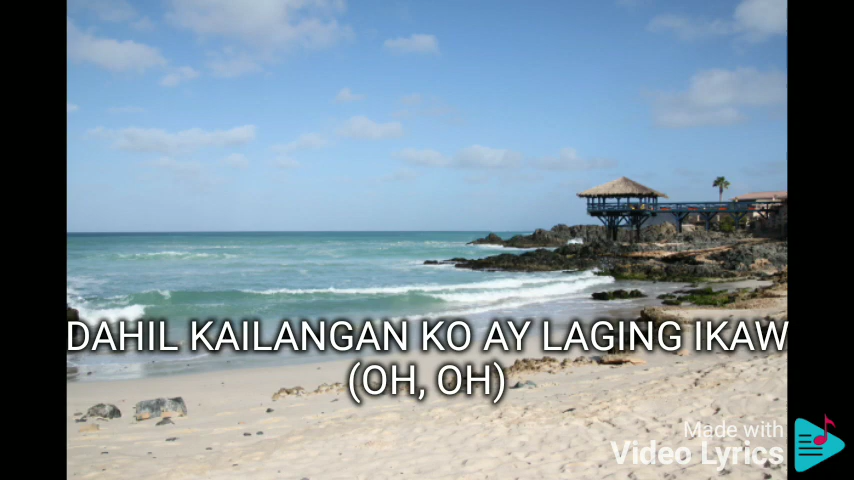 DAHIL KAILANGAN KO AY LAGING IKAW
(OH, OH)
Made with
Video Lyrics